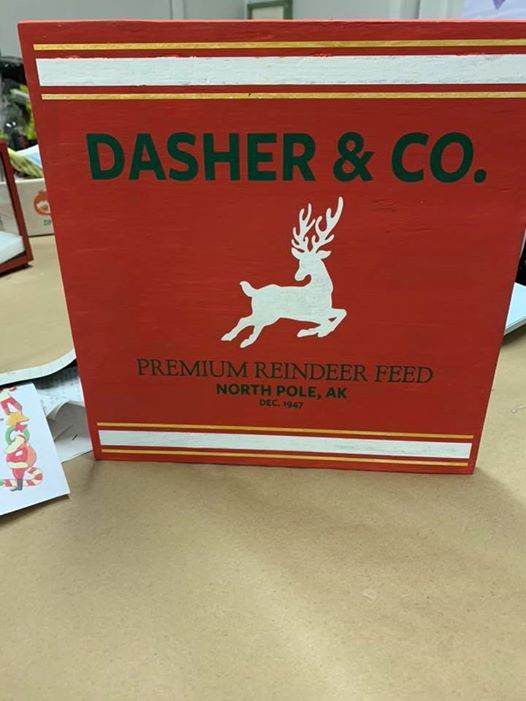 DASHER & CO.
PREMIUM REINDEER FEED
NORTH POLE, AK
DEC. 1947